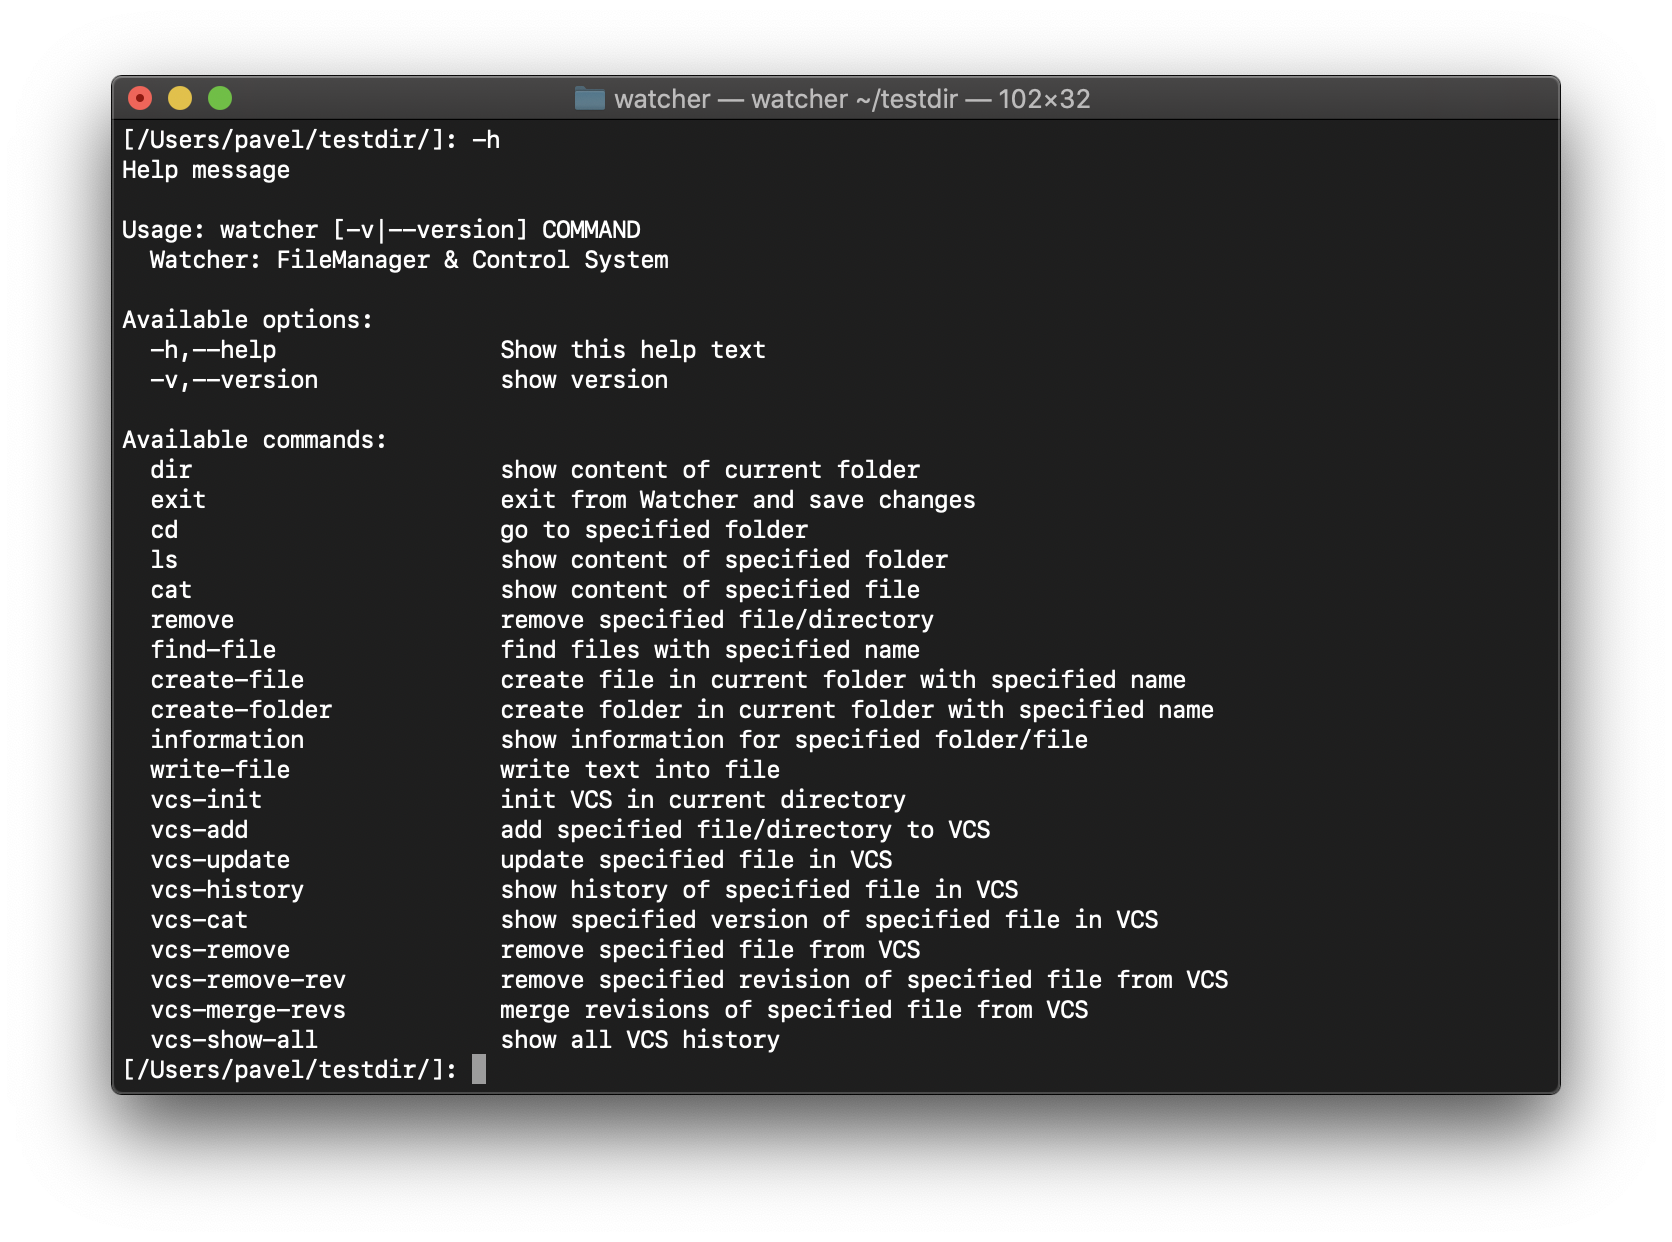 watcher — watcher ~/testdir — 102×32
[/Users/pavel/testdir/]: -h
Help message

Usage: watcher [-v|--version] COMMAND
  Watcher: FileManager & Control System

Available options:
  -h,--help                Show this help text
  -v,--version             show version

Available commands:
  dir                      show content of current folder
  exit                     exit from Watcher and save changes
  cd                       go to specified folder
  ls                       show content of specified folder
  cat                      show content of specified file
  remove                   remove specified file/directory
  find-file                find files with specified name
  create-file              create file in current folder with specified name
  create-folder            create folder in current folder with specified name
  information              show information for specified folder/file
  write-file               write text into file
  vcs-init                 init VCS in current directory
  vcs-add                  add specified file/directory to VCS
  vcs-update               update specified file in VCS
  vcs-history              show history of specified file in VCS
  vcs-cat                  show specified version of specified file in VCS
  vcs-remove               remove specified file from VCS
  vcs-remove-rev           remove specified revision of specified file from VCS
  vcs-merge-revs           merge revisions of specified file from VCS
  vcs-show-all             show all VCS history
[/Users/pavel/testdir/]: